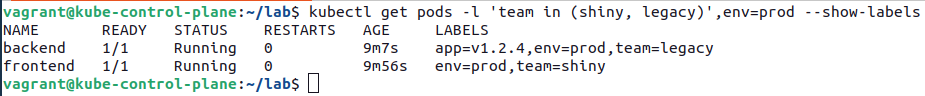 vagrant@kube-control-plane:~/lab$ kubectl get pods -l 'team in (shiny, legacy)',env=prod --show-labels
NAME READY STATUS RESTARTS AGE LABELS
backend 1/1 Running 0 9m7s app=v1.2.4,env=prod,team=legacy
frontend 1/1 Running 0 9m56s env=prod,team=shiny
vagrant@kube-control-plane:~/lab$